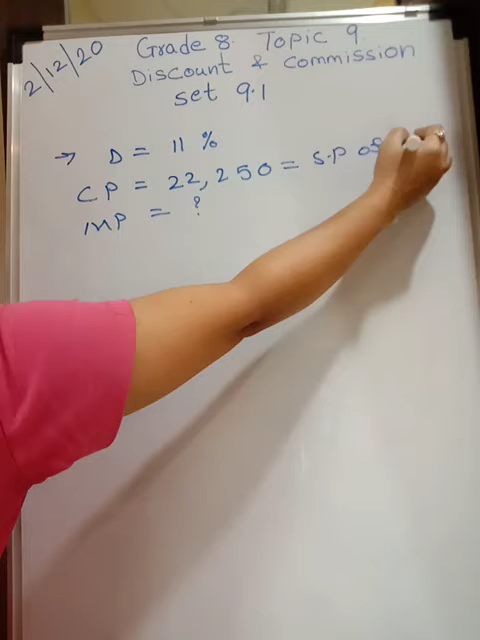 2/12/20
Grade 8. Topic 9
Discount & Commission
set 9.1
→ D = 11 %
CP = 22,250 = S.P of
MP = ?